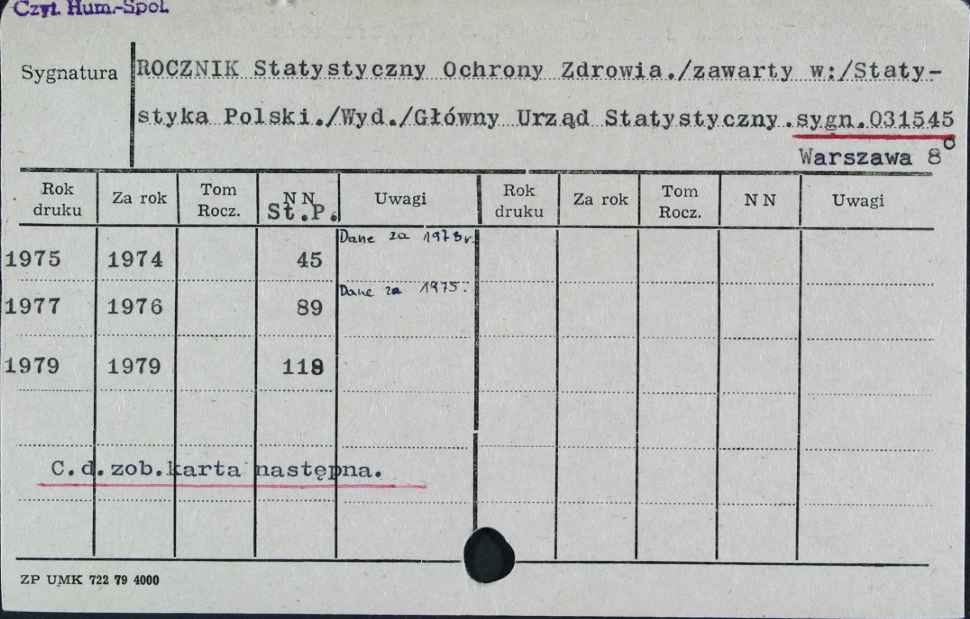 Czyt. Hum.-Społ.
Sygnatura
ROCZNIK Statystyczny Ochrony Zdrowia./zawarty w:/Staty-
styka Polski./Wyd./Główny Urząd Statystyczny.sygn.031545
Warszawa 8°
Rok druku Za rok Tom Rocz. N N St.P. Uwagi Rok druku Za rok Tom Rocz. N N Uwagi
1975 1974 45 Dane za 1973r.
1977 1976 89 Dane za 1975.
1979 1979 118
C.d.zob.karta następna.
ZP UMK 722 79 4000